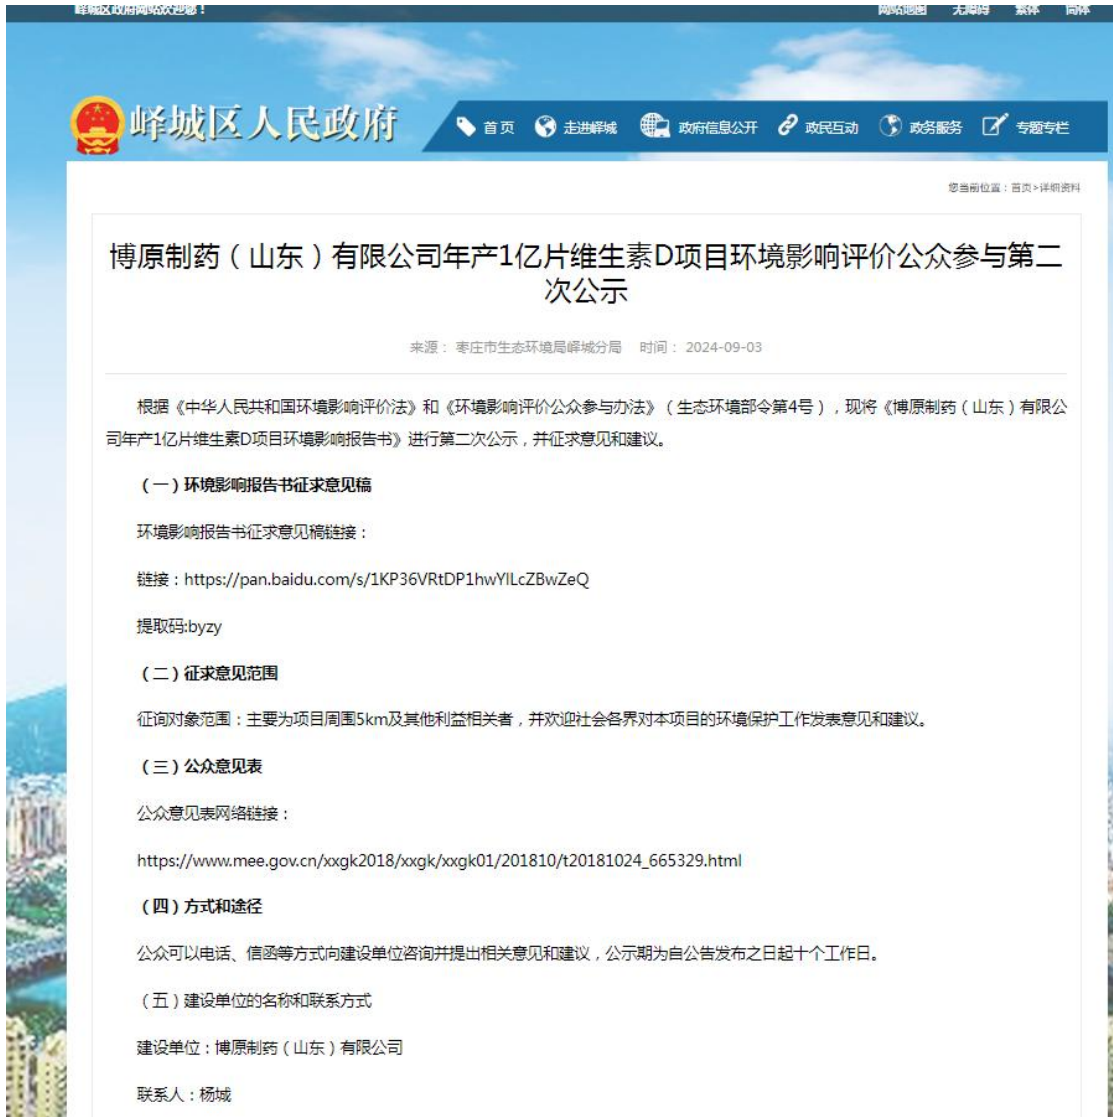 峄城区政府网站欢迎您！
网站地图 无障碍 繁体 简体
峄城区人民政府
首页 走进峄城 政府信息公开 政民互动 政务服务 专题专栏
您当前位置：首页>详细资料
博原制药（山东）有限公司年产1亿片维生素D项目环境影响评价公众参与第二
次公示
来源： 枣庄市生态环境局峄城分局 时间： 2024-09-03
根据《中华人民共和国环境影响评价法》和《环境影响评价公众参与办法》（生态环境部令第4号），现将《博原制药（山东）有限公
司年产1亿片维生素D项目环境影响报告书》进行第二次公示，并征求意见和建议。
（一）环境影响报告书征求意见稿
环境影响报告书征求意见稿链接：
链接：https://pan.baidu.com/s/1KP36VRtDP1hwYlLcZBwZeQ
提取码:byzy
（二）征求意见范围
征询对象范围：主要为项目周围5km及其他利益相关者，并欢迎社会各界对本项目的环境保护工作发表意见和建议。
（三）公众意见表
公众意见表网络链接：
https://www.mee.gov.cn/xxgk2018/xxgk/xxgk01/201810/t20181024_665329.html
（四）方式和途径
公众可以电话、信函等方式向建设单位咨询并提出相关意见和建议，公示期为自公告发布之日起十个工作日。
（五）建设单位的名称和联系方式
建设单位：博原制药（山东）有限公司
联系人：杨城